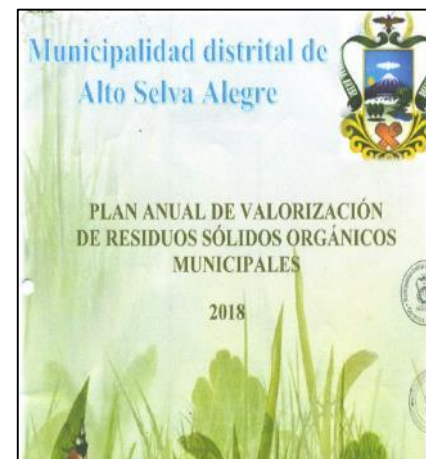 Municipalidad distrital de
Alto Selva Alegre
PLAN ANUAL DE VALORIZACIÓN
DE RESIDUOS SÓLIDOS ORGÁNICOS
MUNICIPALES
2018